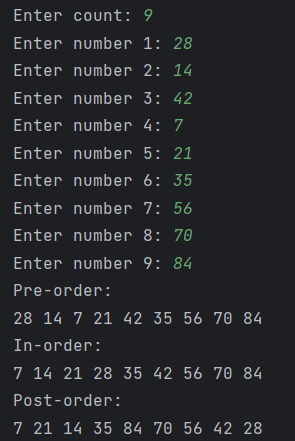 Enter count: 9
Enter number 1: 28
Enter number 2: 14
Enter number 3: 42
Enter number 4: 7
Enter number 5: 21
Enter number 6: 35
Enter number 7: 56
Enter number 8: 70
Enter number 9: 84
Pre-order:
28 14 7 21 42 35 56 70 84
In-order:
7 14 21 28 35 42 56 70 84
Post-order:
7 21 14 35 84 70 56 42 28